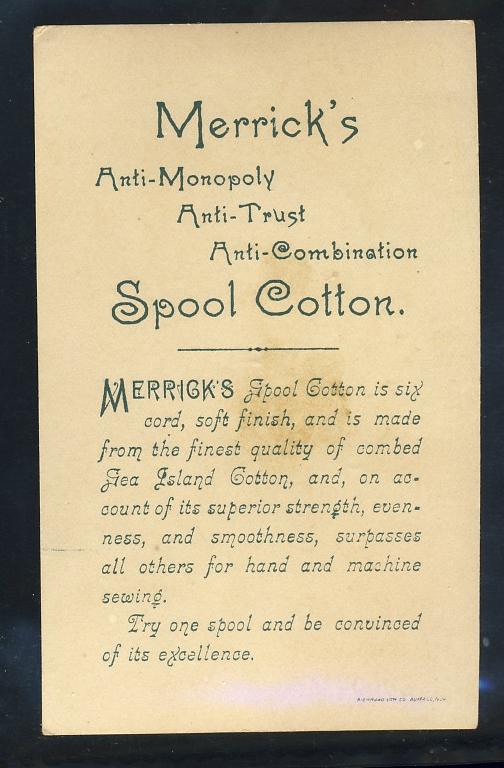 Merrick's
Anti-Monopoly
Anti-Trust
Anti-Combination
Spool Cotton.
MERRICK'S Spool Cotton is six
cord, soft finish, and is made
from the finest quality of combed
Sea Island Cotton, and, on ac-
count of its superior strength, even-
ness, and smoothness, surpasses
all others for hand and machine
sewing.
Try one spool and be convinced
of its excellence.